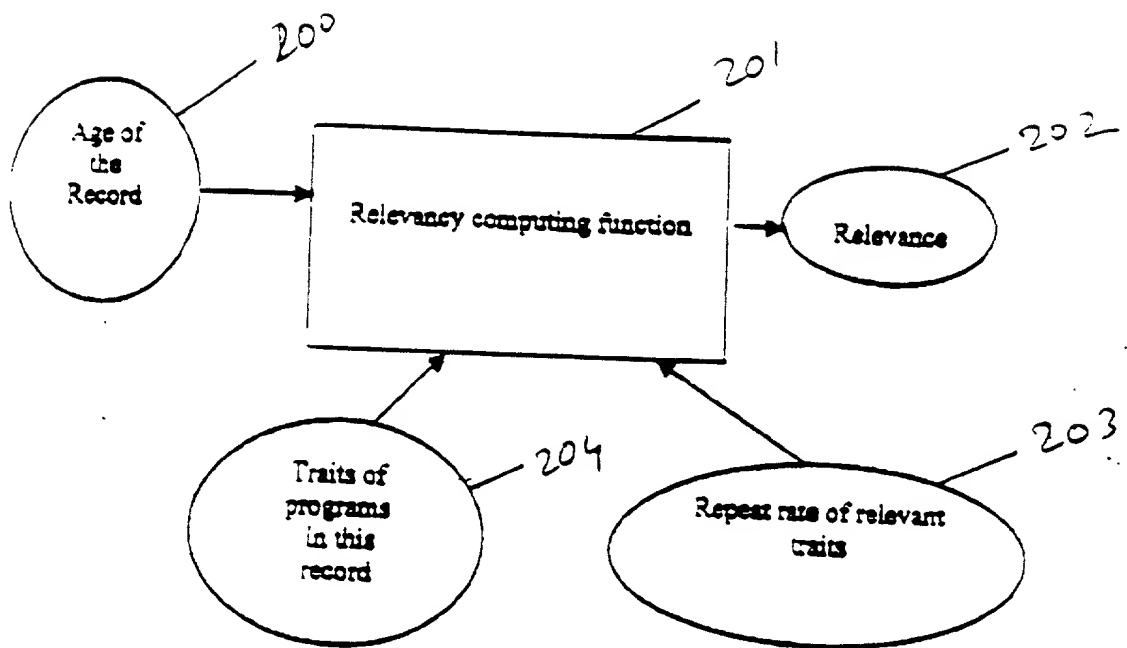 200
201
202
Age of
the
Record
Relevancy computing function
Relevance
204
203
Traits of
programs
in this
record
Repeat rate of relevant
traits